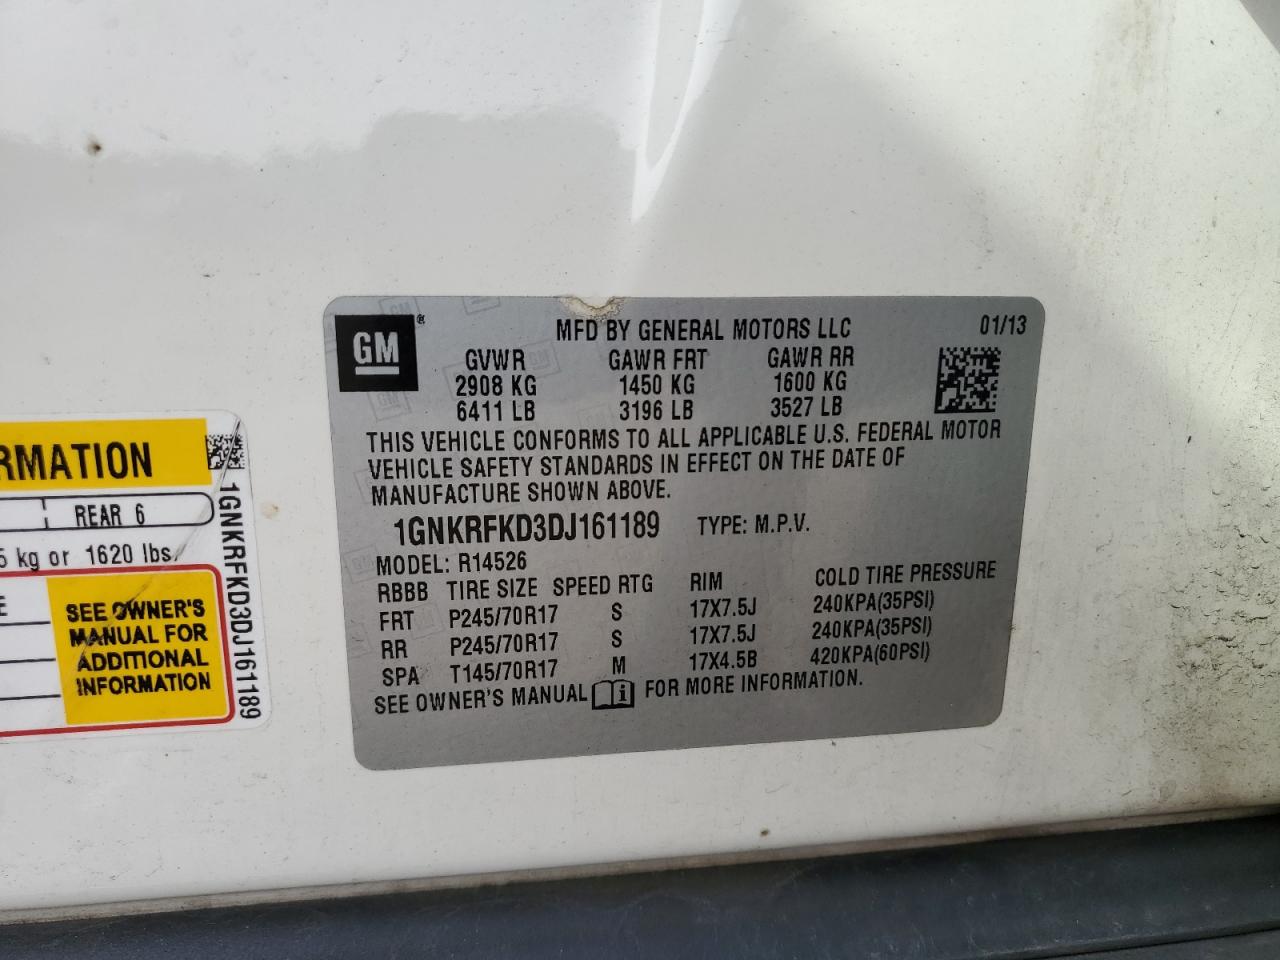 GM ®
MFD BY GENERAL MOTORS LLC 01/13
GVWR GAWR FRT GAWR RR
2908 KG 1450 KG 1600 KG
6411 LB 3196 LB 3527 LB
THIS VEHICLE CONFORMS TO ALL APPLICABLE U.S. FEDERAL MOTOR
VEHICLE SAFETY STANDARDS IN EFFECT ON THE DATE OF
MANUFACTURE SHOWN ABOVE.
1GNKRFKD3DJ161189 TYPE: M.P.V.
MODEL: R14526
RBBB TIRE SIZE SPEED RTG RIM COLD TIRE PRESSURE
FRT P245/70R17 S 17X7.5J 240KPA(35PSI)
RR P245/70R17 S 17X7.5J 240KPA(35PSI)
SPA T145/70R17 M 17X4.5B 420KPA(60PSI)
SEE OWNER'S MANUAL i FOR MORE INFORMATION.
RMATION
REAR 6
5 kg or 1620 lbs.
E
SEE OWNER'S
MANUAL FOR
ADDITIONAL
INFORMATION
1GNKRFKD3DJ161189